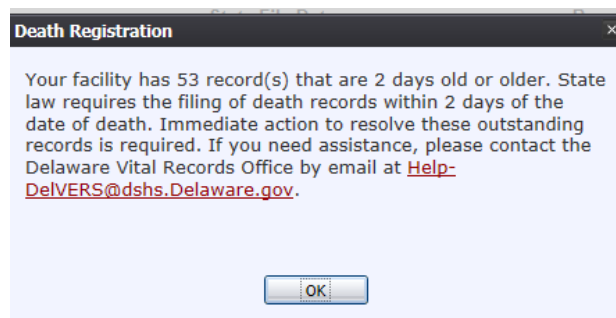 Death Registration
Your facility has 53 record(s) that are 2 days old or older. State
law requires the filing of death records within 2 days of the
date of death. Immediate action to resolve these outstanding
records is required. If you need assistance, please contact the
Delaware Vital Records Office by email at Help-
DelVERS@dshs.Delaware.gov.
OK